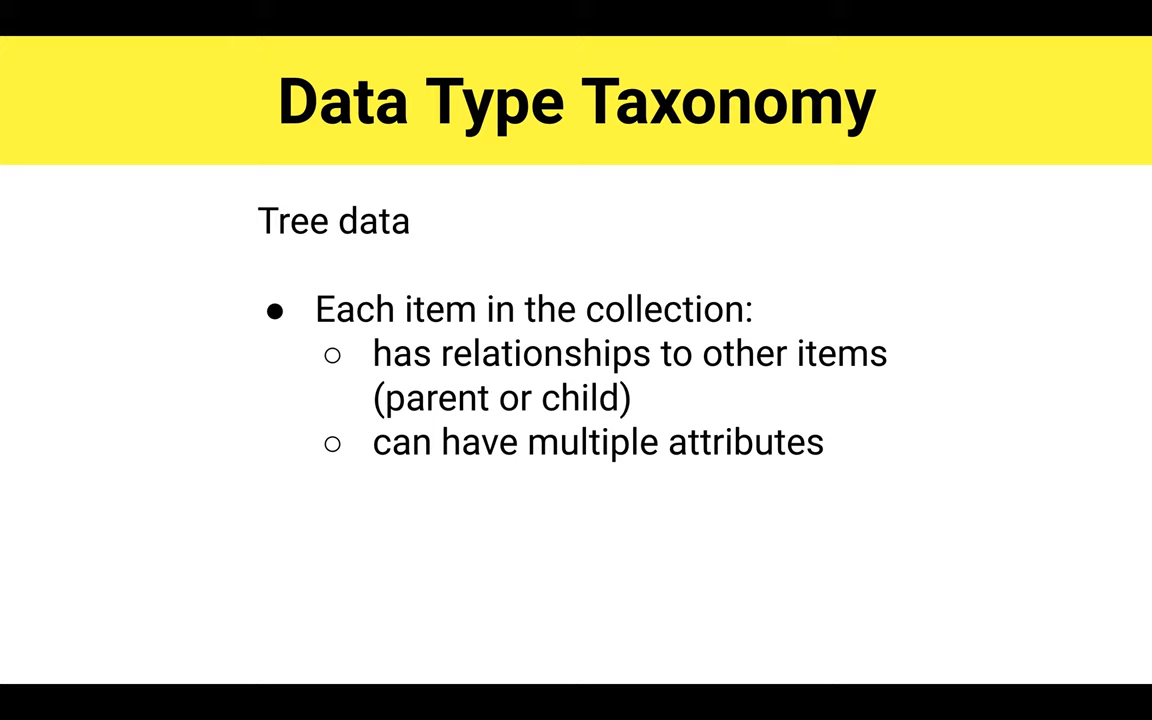 Data Type Taxonomy
Tree data
● Each item in the collection:
○ has relationships to other items
(parent or child)
○ can have multiple attributes